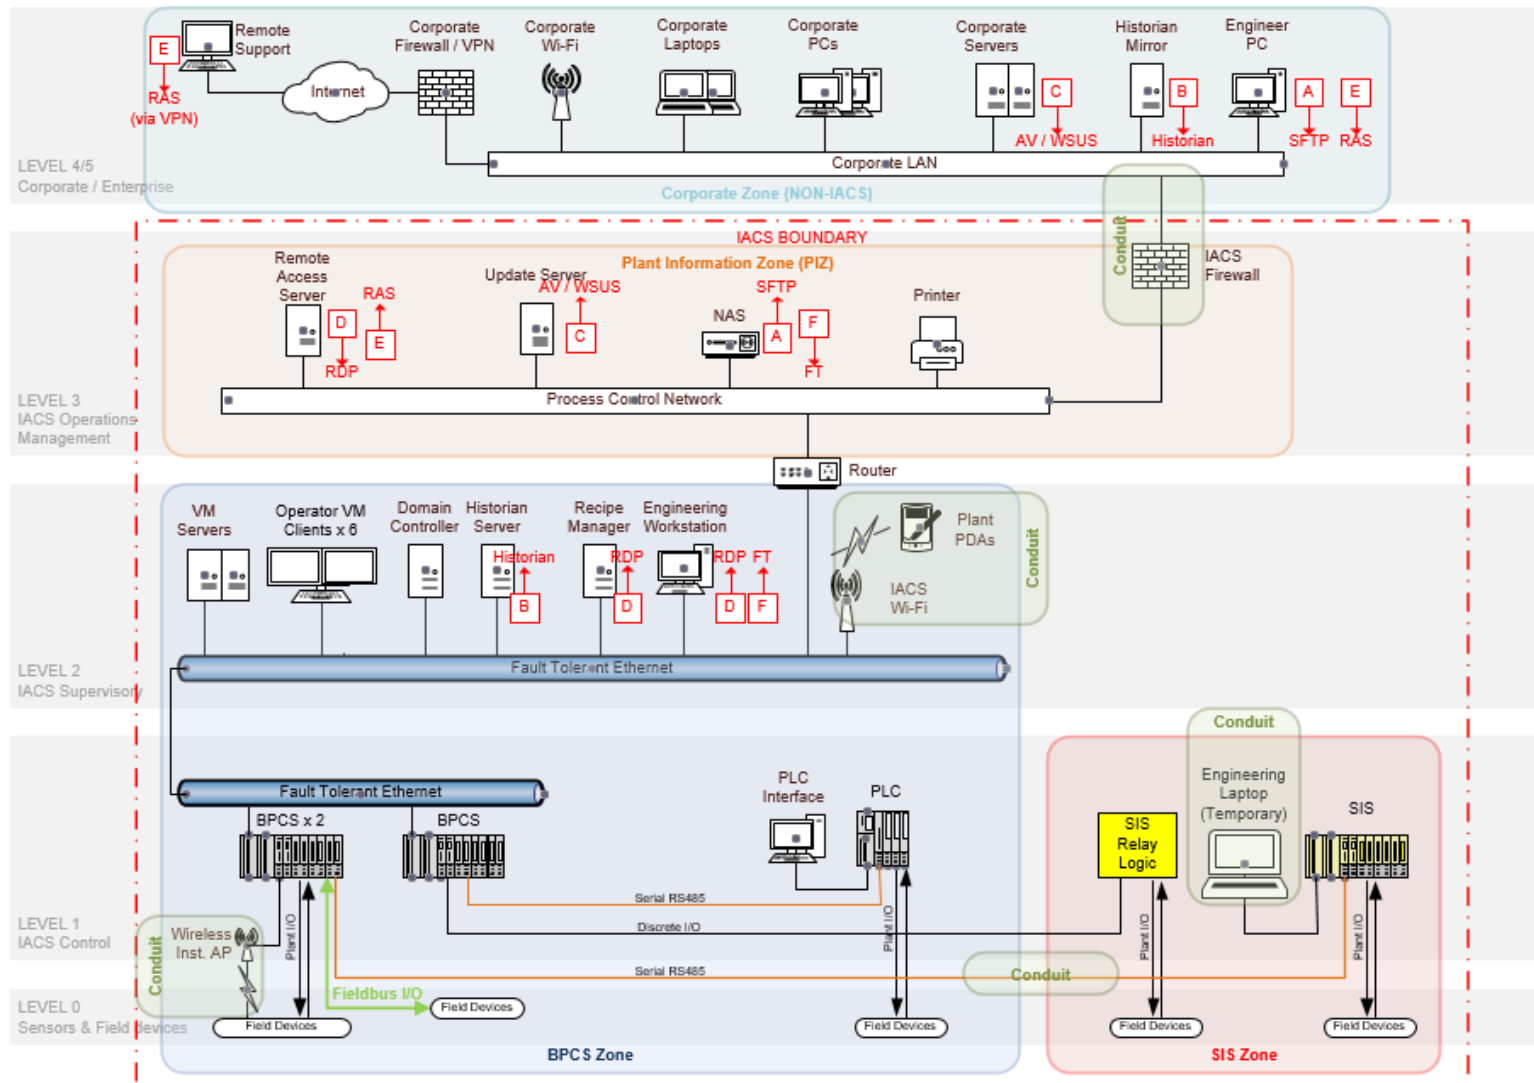 Remote
Support
E
RAS
(via VPN)
Internet
Corporate
Firewall / VPN
Corporate
Wi-Fi
Corporate
Laptops
Corporate
PCs
Corporate
Servers
C
AV / WSUS
Historian
Mirror
B
Historian
Engineer
PC
A
SFTP
E
RAS
Corporate LAN
LEVEL 4/5
Corporate / Enterprise
Corporate Zone (NON-IACS)
Conduit
IACS BOUNDARY
IACS
Firewall
Plant Information Zone (PIZ)
Remote
Access
Server
D
RDP
RAS
E
Update Server
AV / WSUS
C
NAS
SFTP
A
F
FT
Printer
Process Control Network
LEVEL 3
IACS Operations
Management
Router
VM
Servers
Operator VM
Clients x 6
Domain
Controller
Historian
Server
Historian
B
Recipe
Manager
RDP
D
Engineering
Workstation
RDP
D
FT
F
Plant
PDAs
IACS
Wi-Fi
Conduit
Fault Tolerant Ethernet
LEVEL 2
IACS Supervisory
Fault Tolerant Ethernet
BPCS x 2
BPCS
PLC
Interface
PLC
Conduit
Engineering
Laptop
(Temporary)
SIS
Relay
Logic
SIS
Serial RS485
Discrete I/O
Serial RS485
Plant I/O
Plant I/O
Plant I/O
Plant I/O
LEVEL 1
IACS Control
Conduit
Wireless
Inst. AP
Conduit
Fieldbus I/O
LEVEL 0
Sensors & Field devices
Field Devices
Field Devices
Field Devices
Field Devices
Field Devices
BPCS Zone
SIS Zone